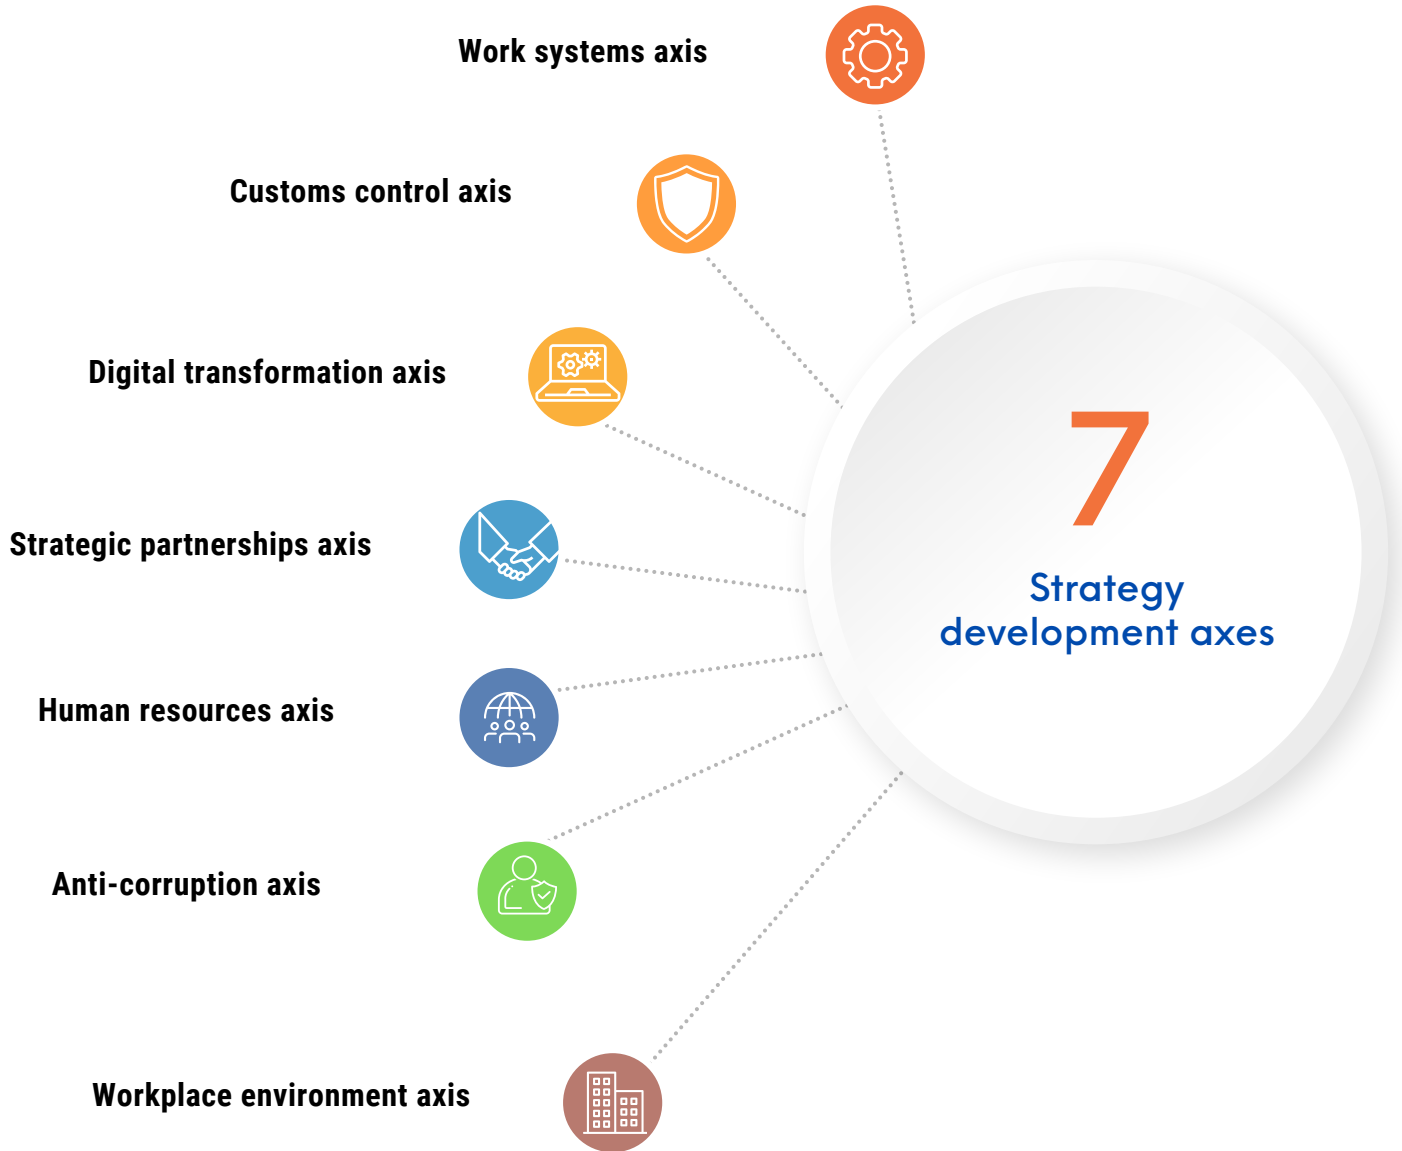 Work systems axis
Customs control axis
Digital transformation axis
Strategic partnerships axis
Human resources axis
Anti-corruption axis
Workplace environment axis
7
Strategy
development axes